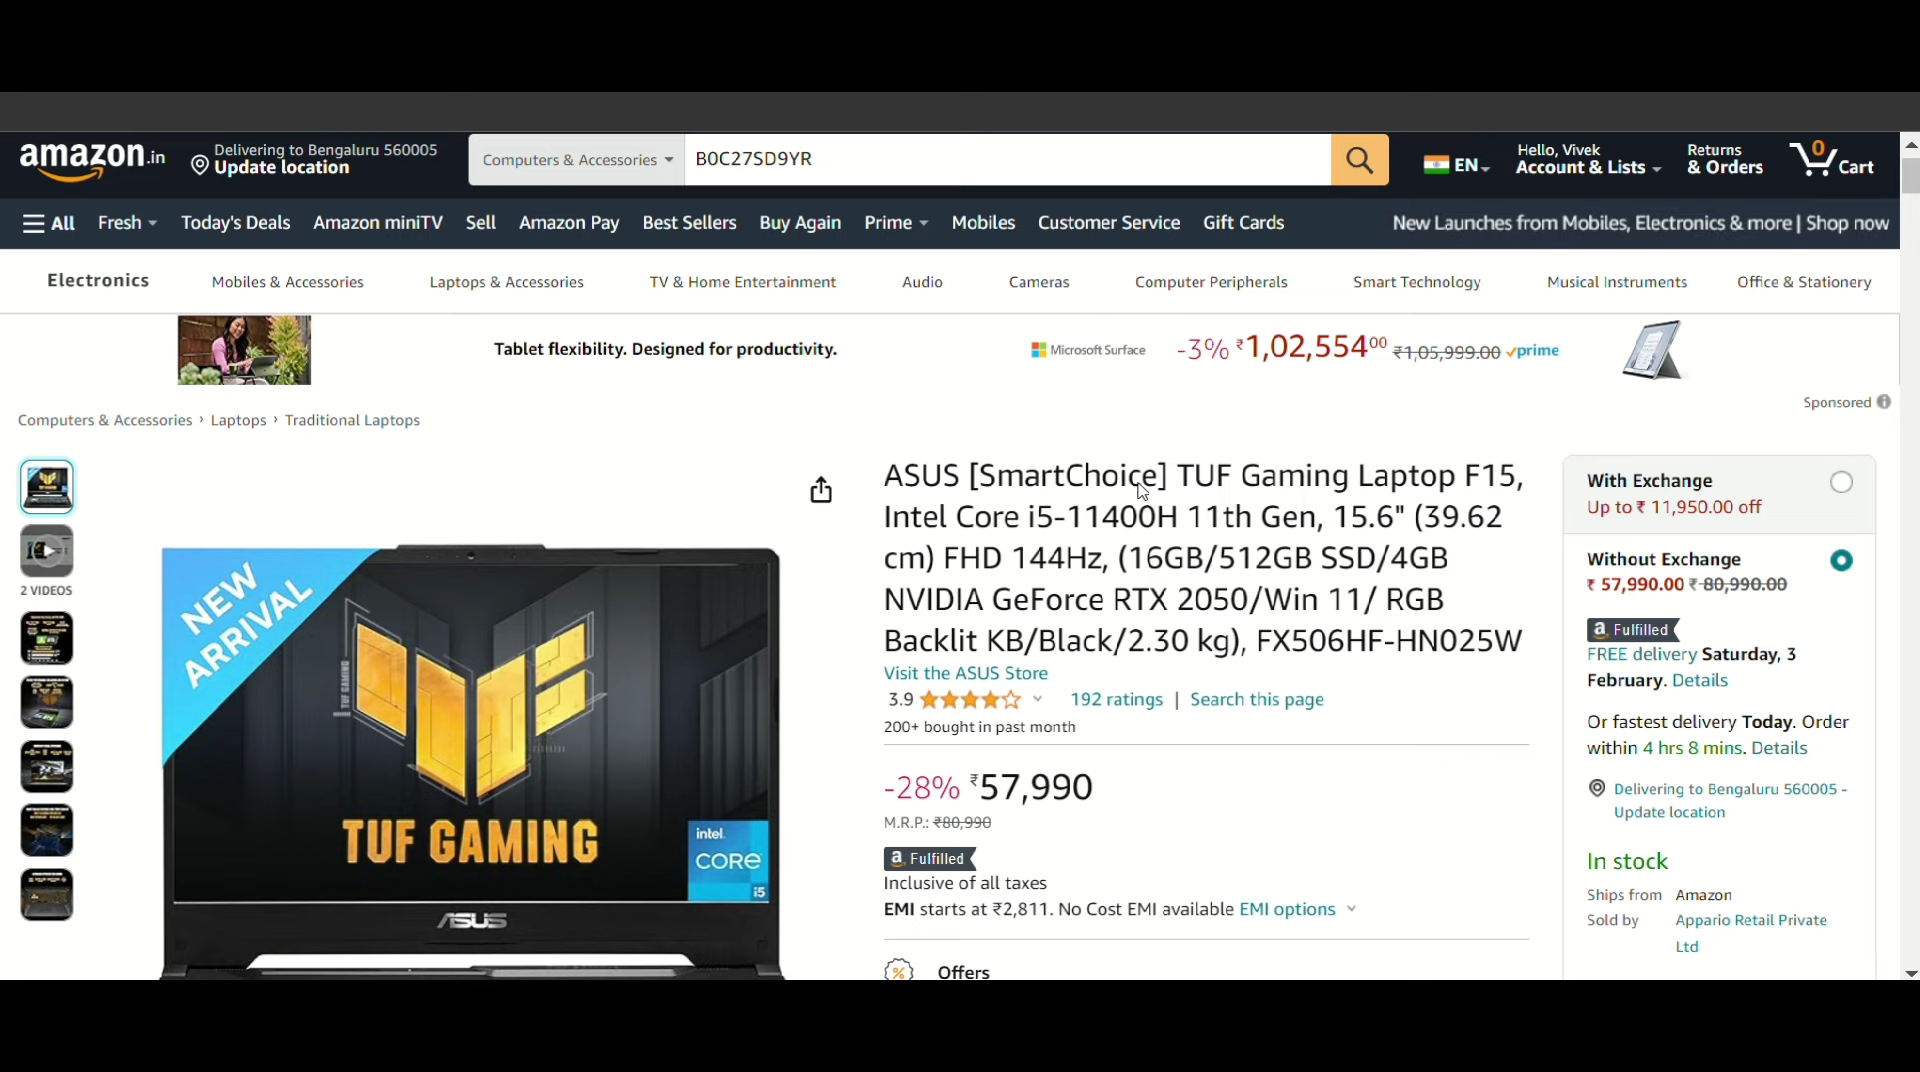 amazon.in
Delivering to Bengaluru 560005
Update location
Computers & Accessories
B0C27SD9YR
EN
Hello, Vivek
Account & Lists
Returns
& Orders
0
Cart
All
Fresh
Today's Deals
Amazon miniTV
Sell
Amazon Pay
Best Sellers
Buy Again
Prime
Mobiles
Customer Service
Gift Cards
New Launches from Mobiles, Electronics & more | Shop now
Electronics
Mobiles & Accessories
Laptops & Accessories
TV & Home Entertainment
Audio
Cameras
Computer Peripherals
Smart Technology
Musical Instruments
Office & Stationery
Tablet flexibility. Designed for productivity.
Microsoft Surface
-3% ₹1,02,55400 ₹1,05,999.00 prime
Sponsored
Computers & Accessories › Laptops › Traditional Laptops
2 VIDEOS
NEW
ARRIVAL
TUF GAMING
TUF GAMING
intel.
CORE
i5
ASUS
ASUS [SmartChoice] TUF Gaming Laptop F15,
Intel Core i5-11400H 11th Gen, 15.6" (39.62
cm) FHD 144Hz, (16GB/512GB SSD/4GB
NVIDIA GeForce RTX 2050/Win 11/ RGB
Backlit KB/Black/2.30 kg), FX506HF-HN025W
Visit the ASUS Store
3.9
192 ratings | Search this page
200+ bought in past month
-28% ₹57,990
M.R.P.: ₹80,990
a Fulfilled
Inclusive of all taxes
EMI starts at ₹2,811. No Cost EMI available EMI options
% Offers
With Exchange
Up to ₹ 11,950.00 off
Without Exchange
₹ 57,990.00 ₹ 80,990.00
a Fulfilled
FREE delivery Saturday, 3
February. Details
Or fastest delivery Today. Order
within 4 hrs 8 mins. Details
Delivering to Bengaluru 560005 -
Update location
In stock
Ships from Amazon
Sold by Appario Retail Private
Ltd